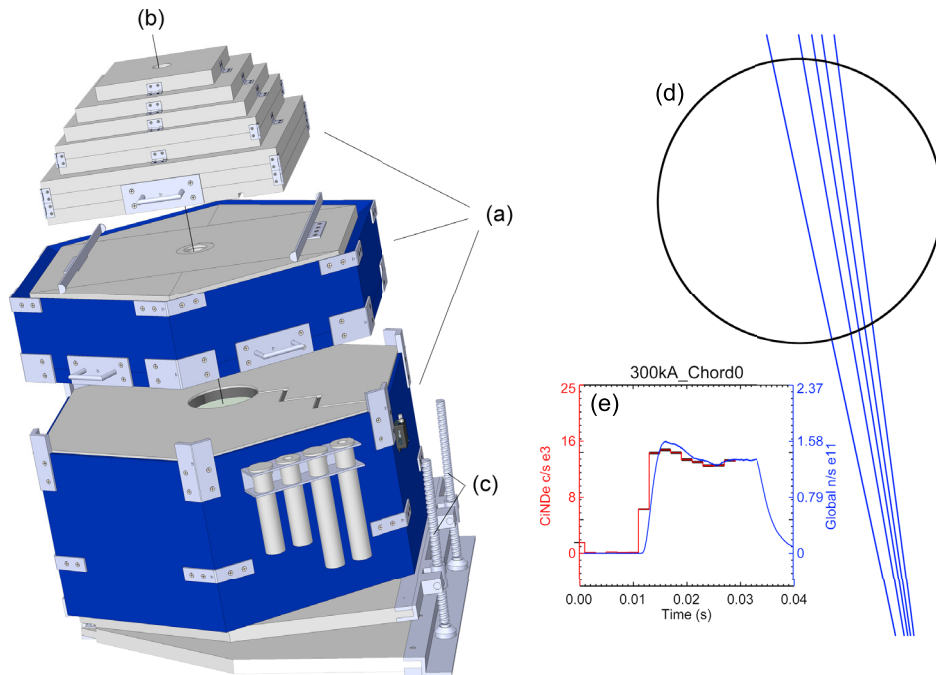 (b)
(a)
(c)
(d)
300kA_Chord0
(e)
25
16
8
0
CiNDe c/s e3
2.37
1.58
0.79
0
Global n/s e11
0.00
0.01
0.02
0.03
0.04
Time (s)